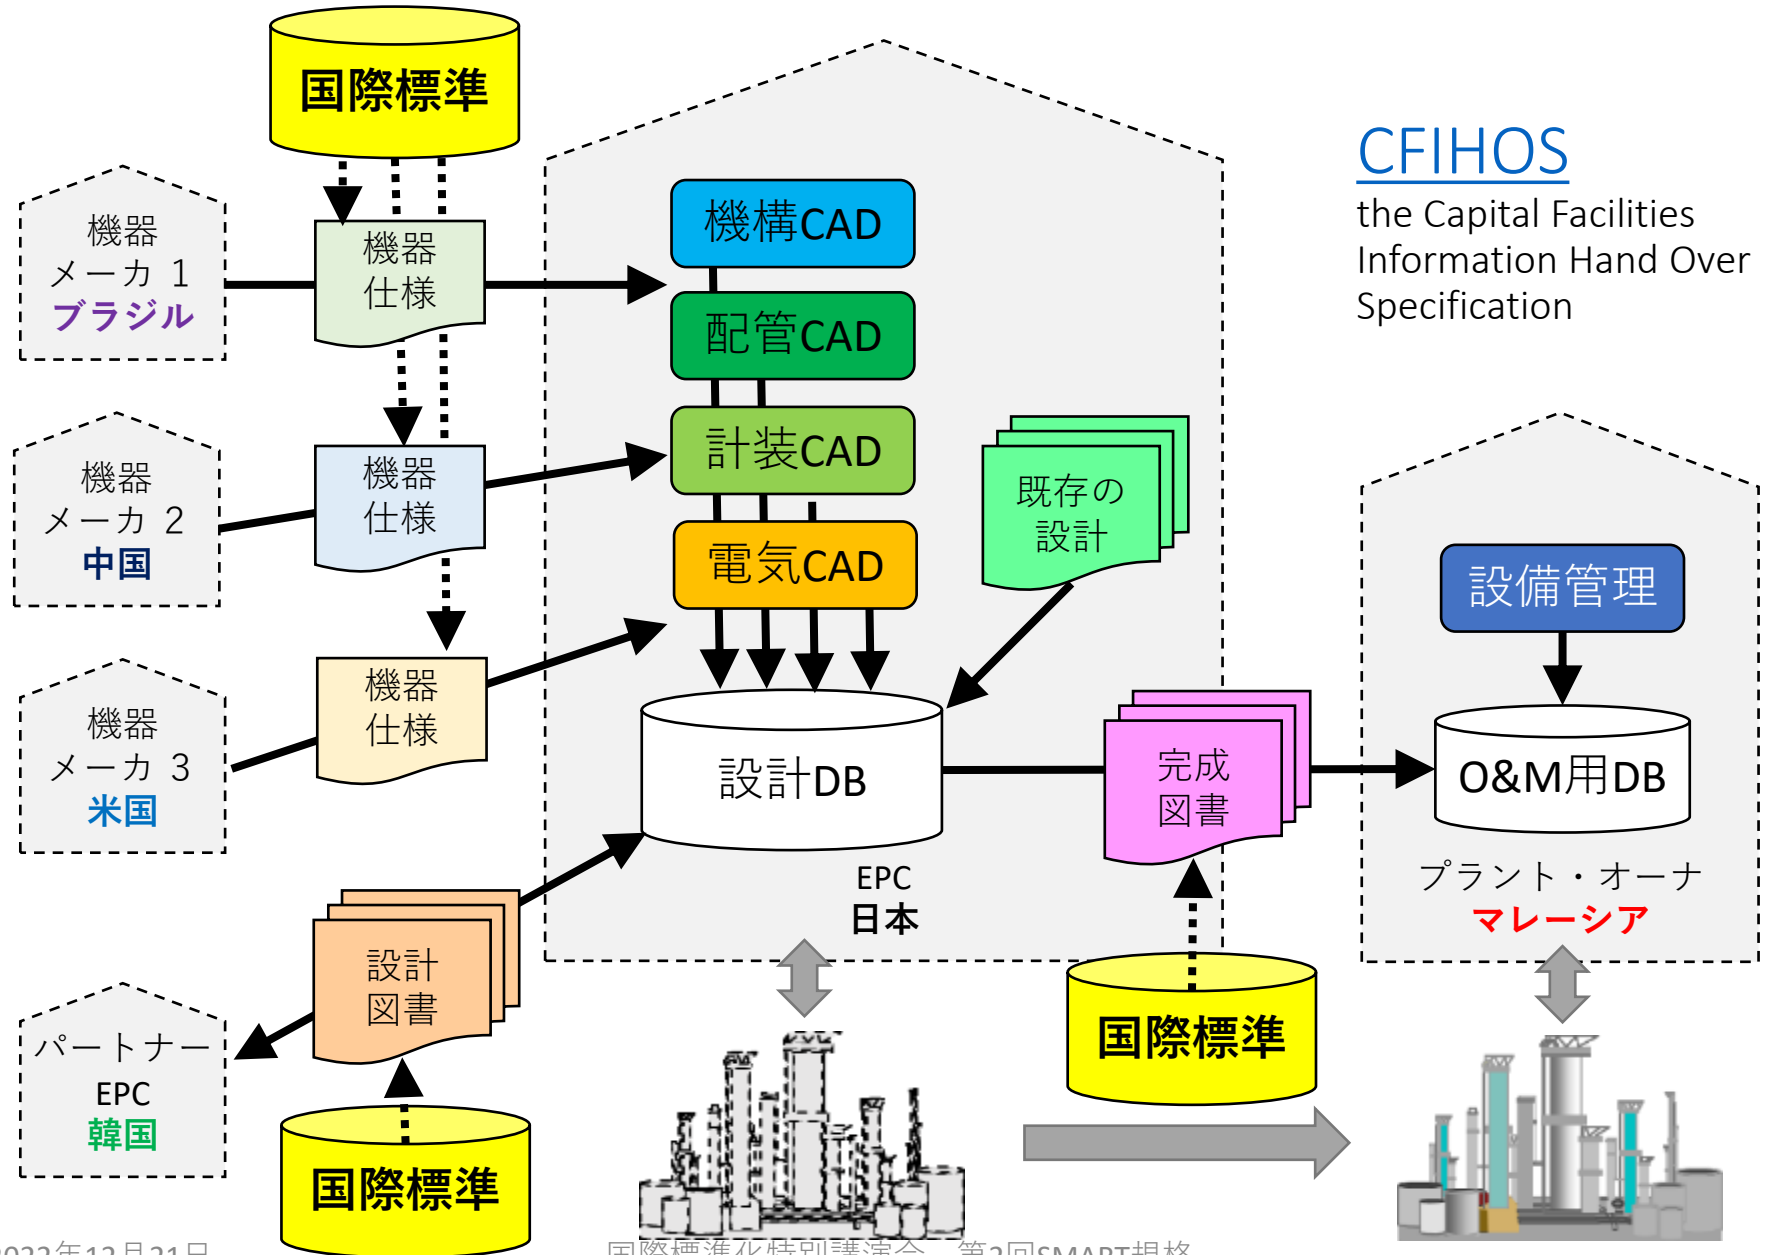 国際標準
CFIHOS
the Capital Facilities
Information Hand Over
Specification
機器
メーカ 1
ブラジル
機器
仕様
機構CAD
配管CAD
計装CAD
電気CAD
機器
メーカ 2
中国
機器
仕様
既存の
設計
設備管理
機器
メーカ 3
米国
機器
仕様
設計DB
完成
図書
O&M用DB
EPC
日本
プラント・オーナ
マレーシア
設計
図書
パートナー
EPC
韓国
国際標準
国際標準